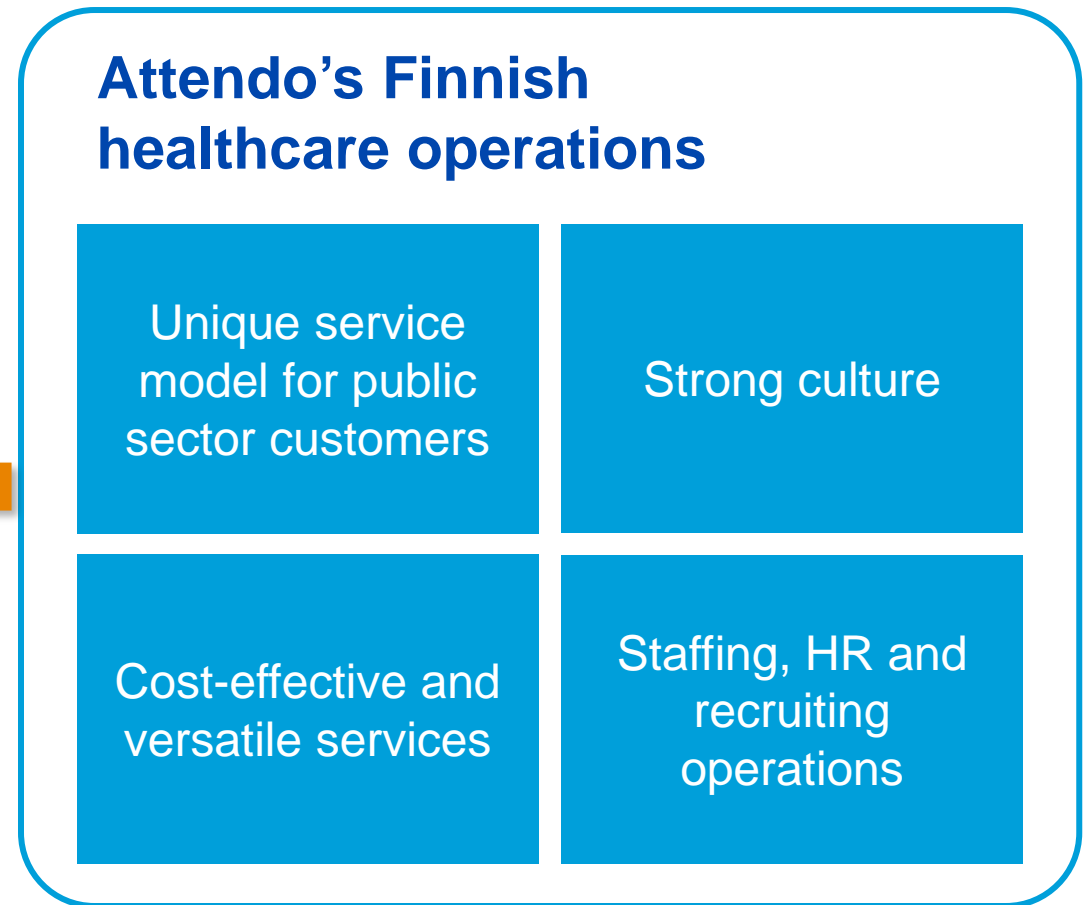 Attendo’s Finnish
healthcare operations
Unique service
model for public
sector customers
Strong culture
Cost-effective and
versatile services
Staffing, HR and
recruiting
operations